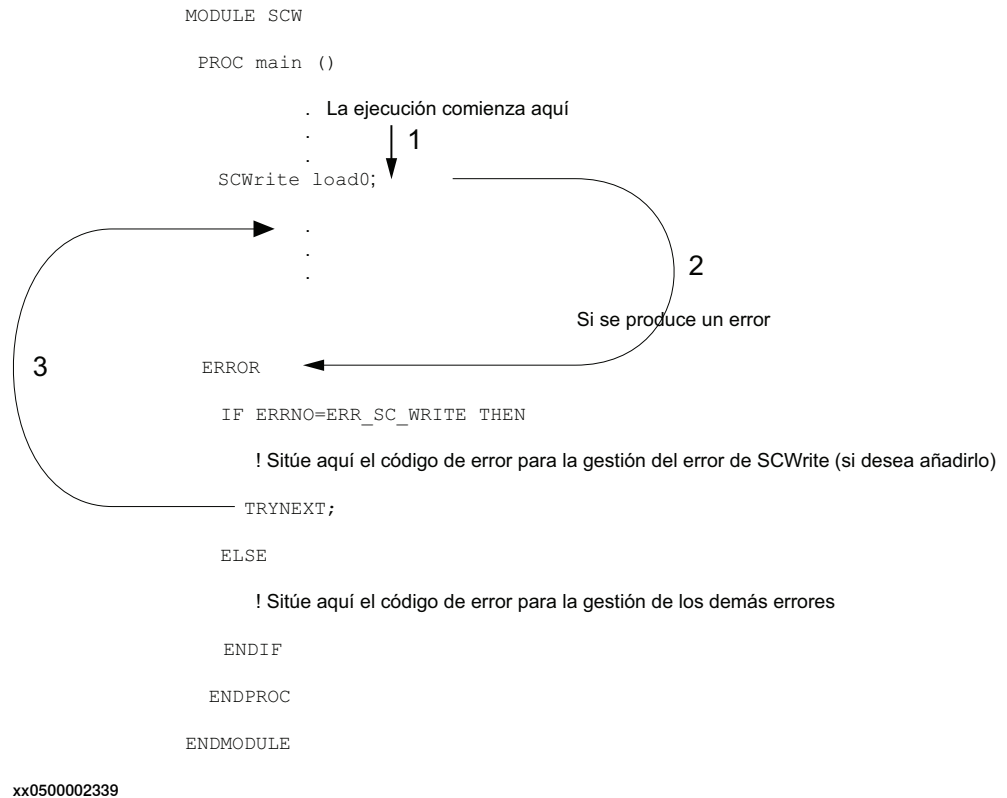 MODULE SCW
PROC main ()
. La ejecución comienza aquí
. 1
.
SCWrite load0;
.
.
.
2
Si se produce un error
3
ERROR
IF ERRNO=ERR_SC_WRITE THEN
! Sitúe aquí el código de error para la gestión del error de SCWrite (si desea añadirlo)
TRYNEXT;
ELSE
! Sitúe aquí el código de error para la gestión de los demás errores
ENDIF
ENDPROC
ENDMODULE
xx0500002339